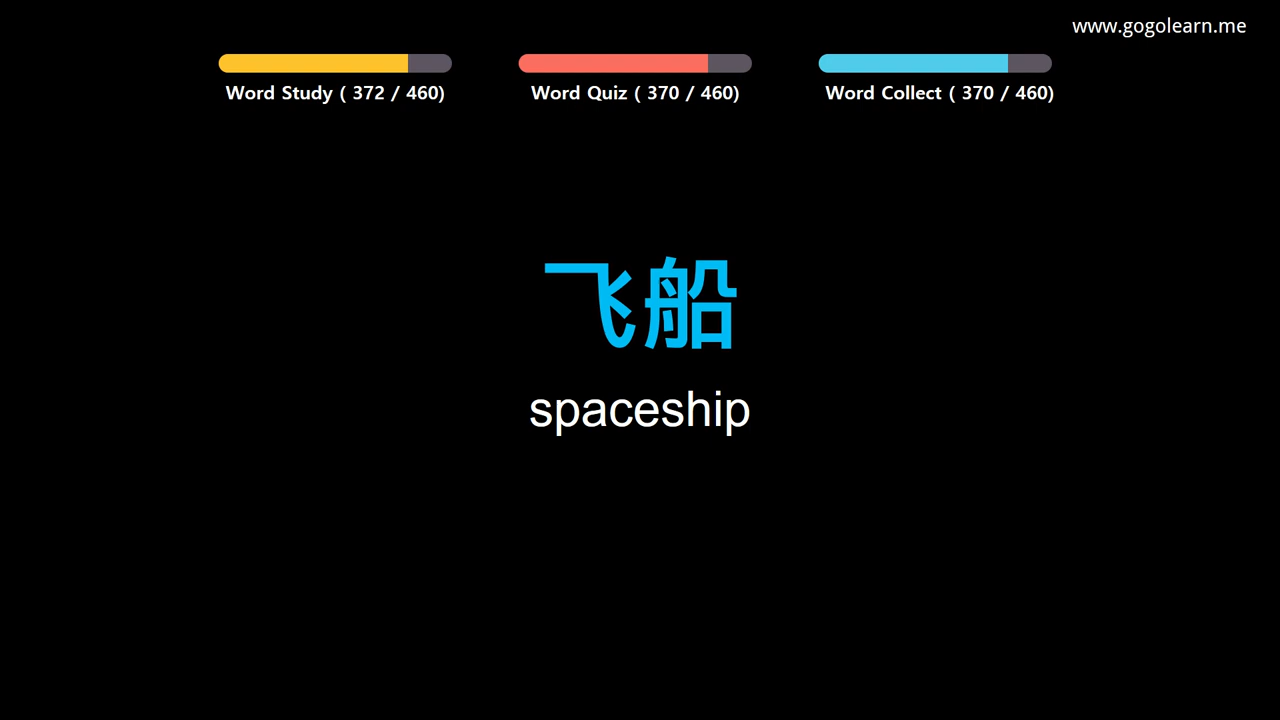 www.gogolearn.me
Word Study ( 372 / 460)
Word Quiz ( 370 / 460)
Word Collect ( 370 / 460)
飞船
spaceship